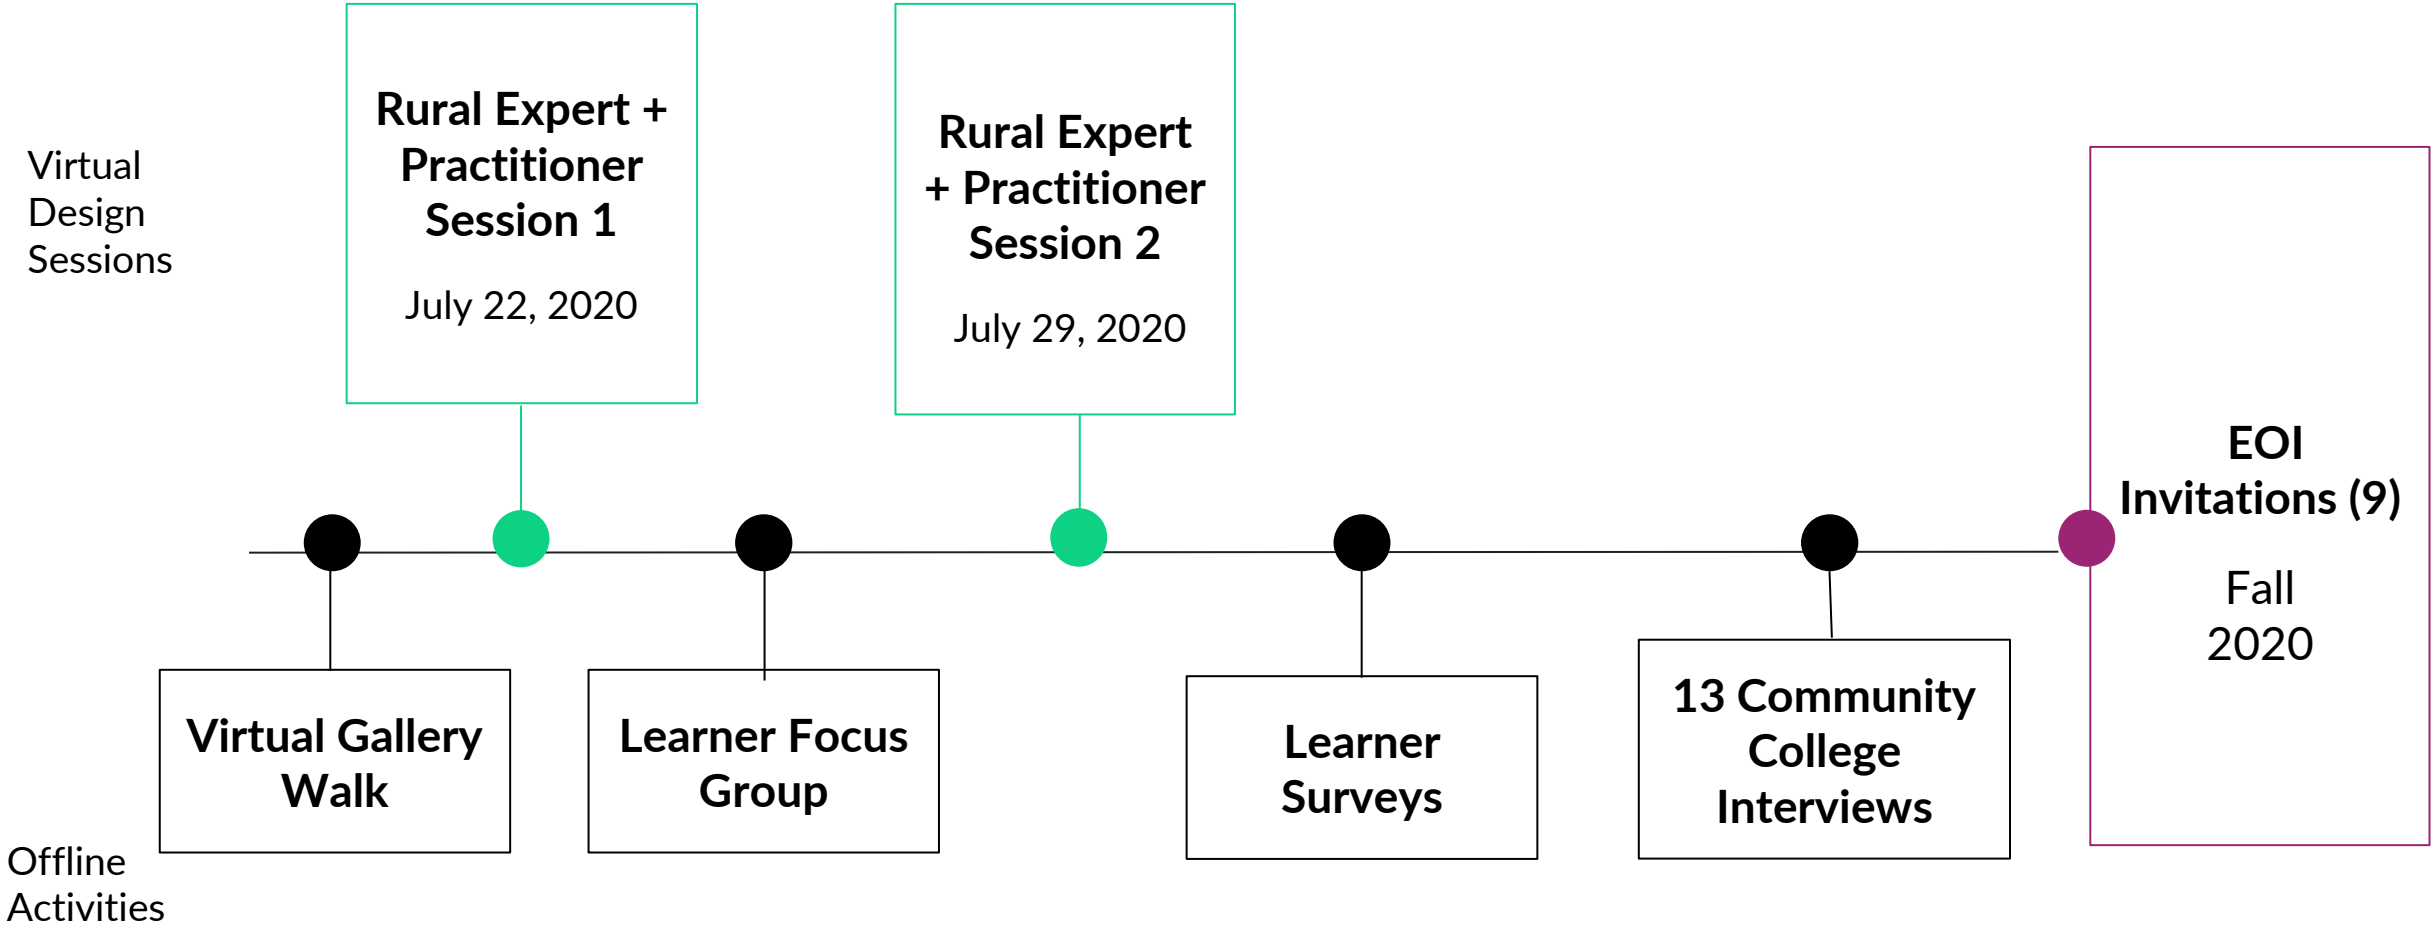 Virtual
Design
Sessions
Rural Expert +
Practitioner
Session 1
July 22, 2020
Rural Expert
+ Practitioner
Session 2
July 29, 2020
EOI
Invitations (9)
Fall
2020
Virtual Gallery
Walk
Learner Focus
Group
Learner
Surveys
13 Community
College
Interviews
Offline
Activities